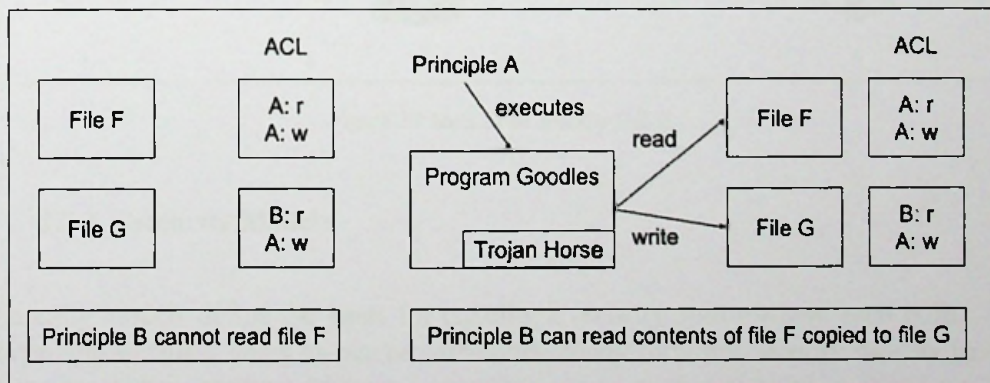 ACL
File F
A: r
A: w
File G
B: r
A: w
Principle B cannot read file F
Principle A
executes
Program Goodles
Trojan Horse
read
write
ACL
File F
A: r
A: w
File G
B: r
A: w
Principle B can read contents of file F copied to file G